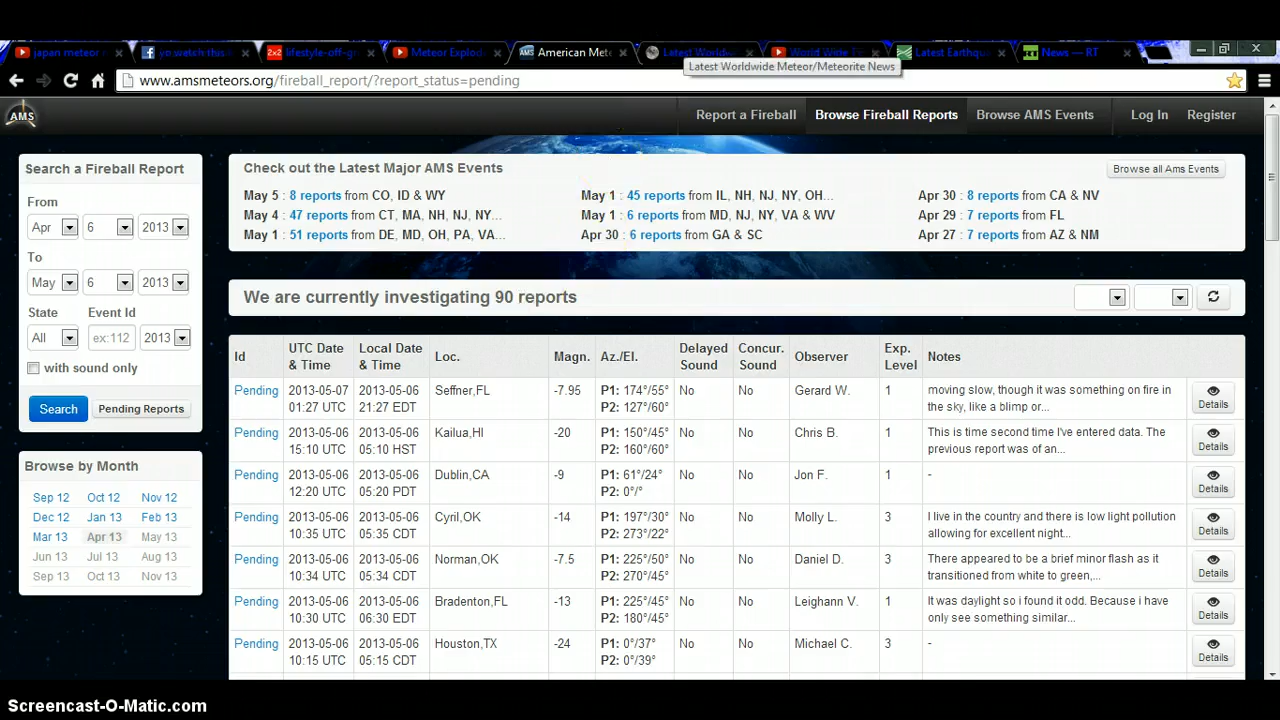 japan meteor
yo watch this
lifestyle-off-gr
Meteor Explod
American Mete
Latest Worldw
World Wide F
Latest Earthqu
News — RT
www.amsmeteors.org/fireball_report/?report_status=pending
Latest Worldwide Meteor/Meteorite News
AMS
Report a Fireball
Browse Fireball Reports
Browse AMS Events
Log In
Register
Search a Fireball Report
From
Apr 6 2013
To
May 6 2013
State Event Id
All ex:112 2013
with sound only
Search Pending Reports
Browse by Month
Sep 12 Oct 12 Nov 12
Dec 12 Jan 13 Feb 13
Mar 13 Apr 13 May 13
Jun 13 Jul 13 Aug 13
Sep 13 Oct 13 Nov 13
Check out the Latest Major AMS Events
Browse all Ams Events
May 5 : 8 reports from CO, ID & WY
May 1 : 45 reports from IL, NH, NJ, NY, OH...
Apr 30 : 8 reports from CA & NV
May 4 : 47 reports from CT, MA, NH, NJ, NY...
May 1 : 6 reports from MD, NJ, NY, VA & WV
Apr 29 : 7 reports from FL
May 1 : 51 reports from DE, MD, OH, PA, VA...
Apr 30 : 6 reports from GA & SC
Apr 27 : 7 reports from AZ & NM
We are currently investigating 90 reports
Id UTC Date & Time Local Date & Time Loc. Magn. Az./El. Delayed Sound Concur. Sound Observer Exp. Level Notes
Pending 2013-05-07 01:27 UTC 2013-05-06 21:27 EDT Seffner,FL -7.95 P1: 174°/55° P2: 127°/60° No No Gerard W. 1 moving slow, though it was something on fire in the sky, like a blimp or... Details
Pending 2013-05-06 15:10 UTC 2013-05-06 05:10 HST Kailua,HI -20 P1: 150°/45° P2: 160°/60° No No Chris B. 1 This is time second time I've entered data. The previous report was of an... Details
Pending 2013-05-06 12:20 UTC 2013-05-06 05:20 PDT Dublin,CA -9 P1: 61°/24° P2: 0°/° No No Jon F. 1 - Details
Pending 2013-05-06 10:35 UTC 2013-05-06 05:35 CDT Cyril,OK -14 P1: 197°/30° P2: 273°/22° No No Molly L. 3 I live in the country and there is low light pollution allowing for excellent night... Details
Pending 2013-05-06 10:34 UTC 2013-05-06 05:34 CDT Norman,OK -7.5 P1: 225°/50° P2: 270°/45° No No Daniel D. 3 There appeared to be a brief minor flash as it transitioned from white to green,... Details
Pending 2013-05-06 10:30 UTC 2013-05-06 06:30 EDT Bradenton,FL -13 P1: 225°/45° P2: 180°/45° No No Leighann V. 1 It was daylight so i found it odd. Because i have only see something similar... Details
Pending 2013-05-06 10:15 UTC 2013-05-06 05:15 CDT Houston,TX -24 P1: 0°/37° P2: 0°/39° No No Michael C. 3 - Details
Screencast-O-Matic.com